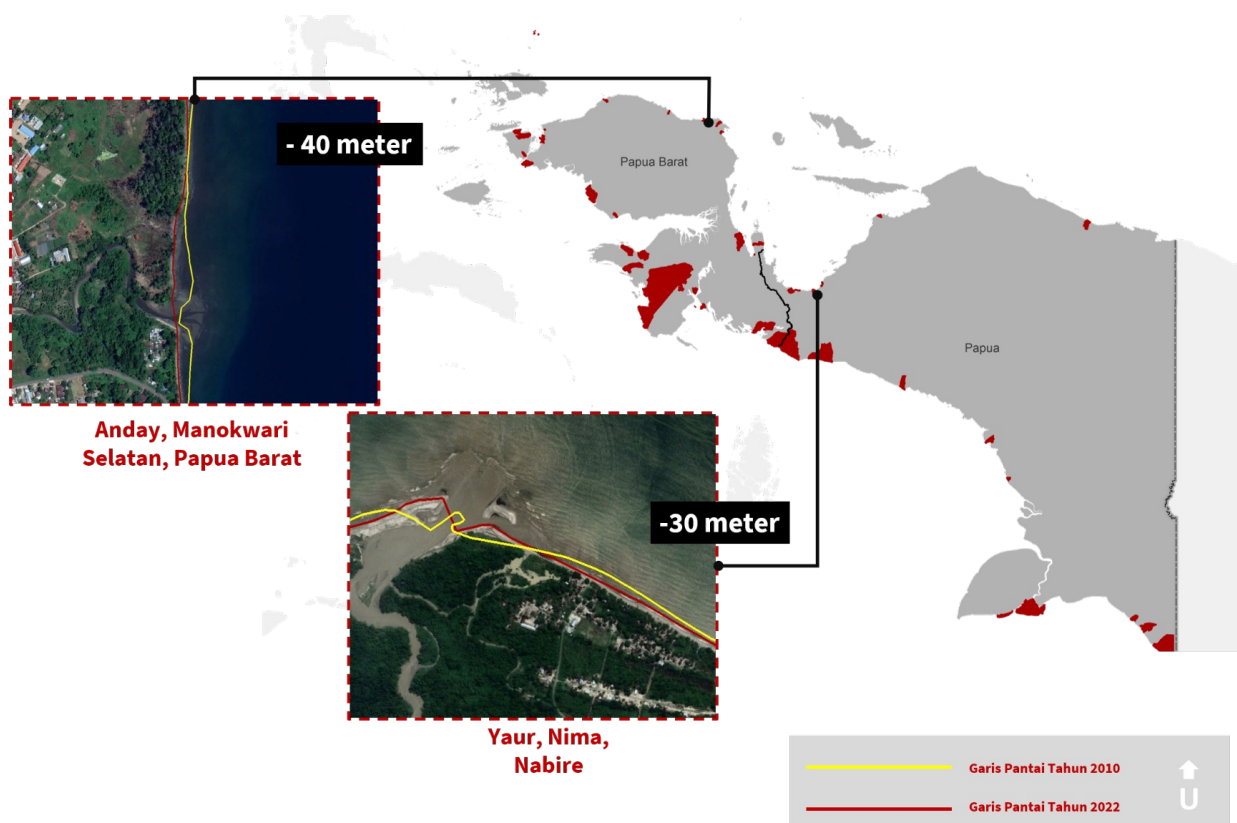 - 40 meter
Papua Barat
Anday, Manokwari
Selatan, Papua Barat
Papua
-30 meter
Yaur, Nima,
Nabire
Garis Pantai Tahun 2010
Garis Pantai Tahun 2022
U